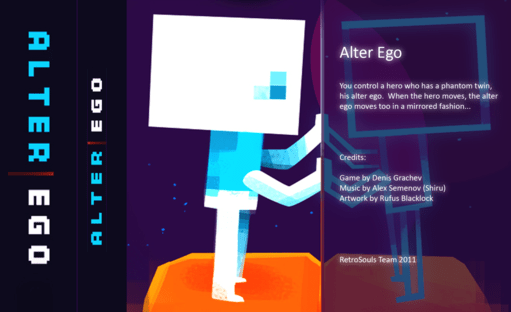 ALTER EGO
ALTER EGO
Alter Ego
You control a hero who has a phantom twin,
his alter ego. When the hero moves, the alter
ego moves too in a mirrored fashion...
Credits:
Game by Denis Grachev
Music by Alex Semenov (Shiru)
Artwork by Rufus Blacklock
RetroSouls Team 2011